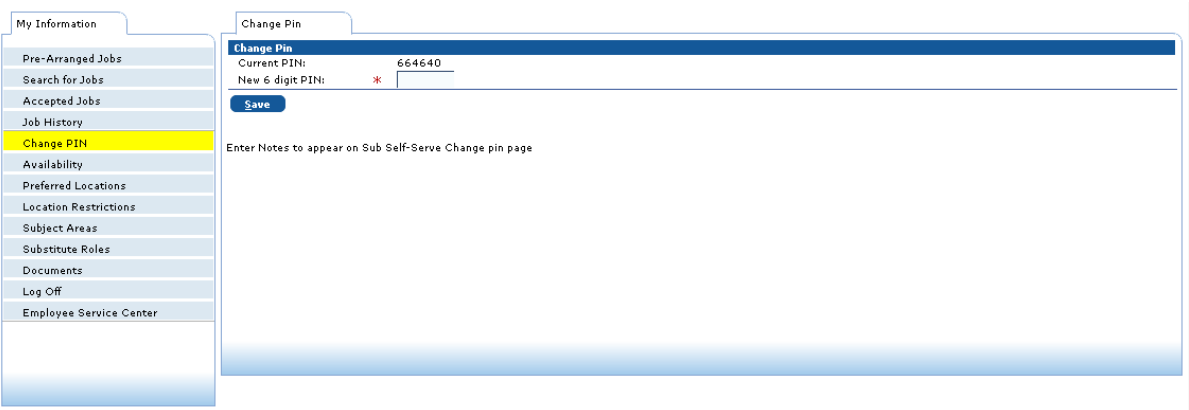 My Information
Pre-Arranged Jobs
Search for Jobs
Accepted Jobs
Job History
Change PIN
Availability
Preferred Locations
Location Restrictions
Subject Areas
Substitute Roles
Documents
Log Off
Employee Service Center
Change Pin
Change Pin
Current PIN: 664640
New 6 digit PIN: *
Save
Enter Notes to appear on Sub Self-Serve Change pin page